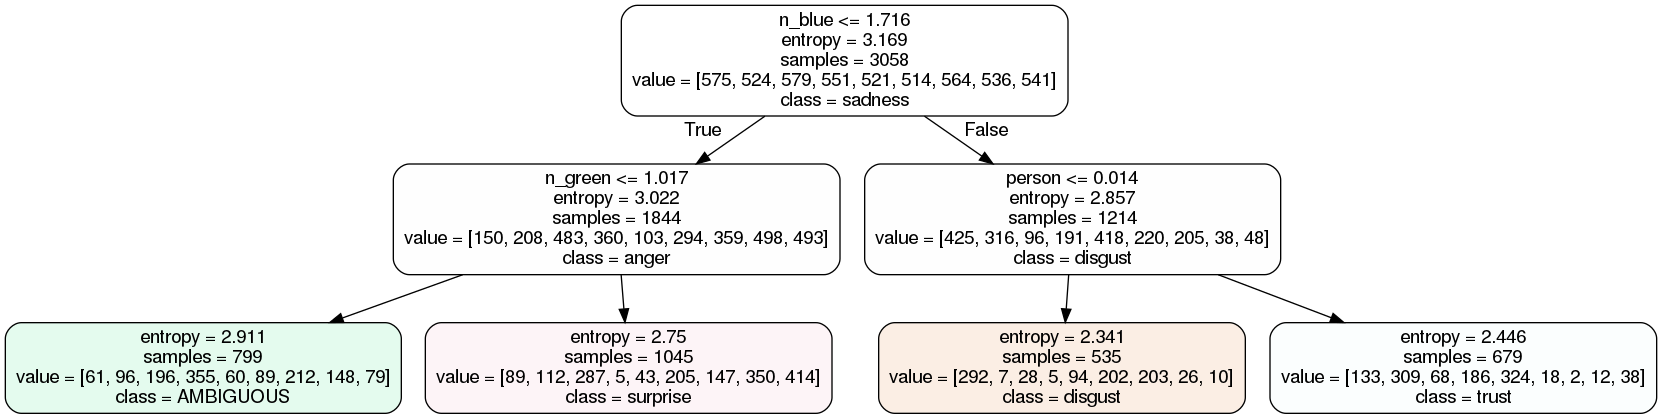 n_blue <= 1.716
entropy = 3.169
samples = 3058
value = [575, 524, 579, 551, 521, 514, 564, 536, 541]
class = sadness
True
False
n_green <= 1.017
entropy = 3.022
samples = 1844
value = [150, 208, 483, 360, 103, 294, 359, 498, 493]
class = anger
person <= 0.014
entropy = 2.857
samples = 1214
value = [425, 316, 96, 191, 418, 220, 205, 38, 48]
class = disgust
entropy = 2.911
samples = 799
value = [61, 96, 196, 355, 60, 89, 212, 148, 79]
class = AMBIGUOUS
entropy = 2.75
samples = 1045
value = [89, 112, 287, 5, 43, 205, 147, 350, 414]
class = surprise
entropy = 2.341
samples = 535
value = [292, 7, 28, 5, 94, 202, 203, 26, 10]
class = disgust
entropy = 2.446
samples = 679
value = [133, 309, 68, 186, 324, 18, 2, 12, 38]
class = trust